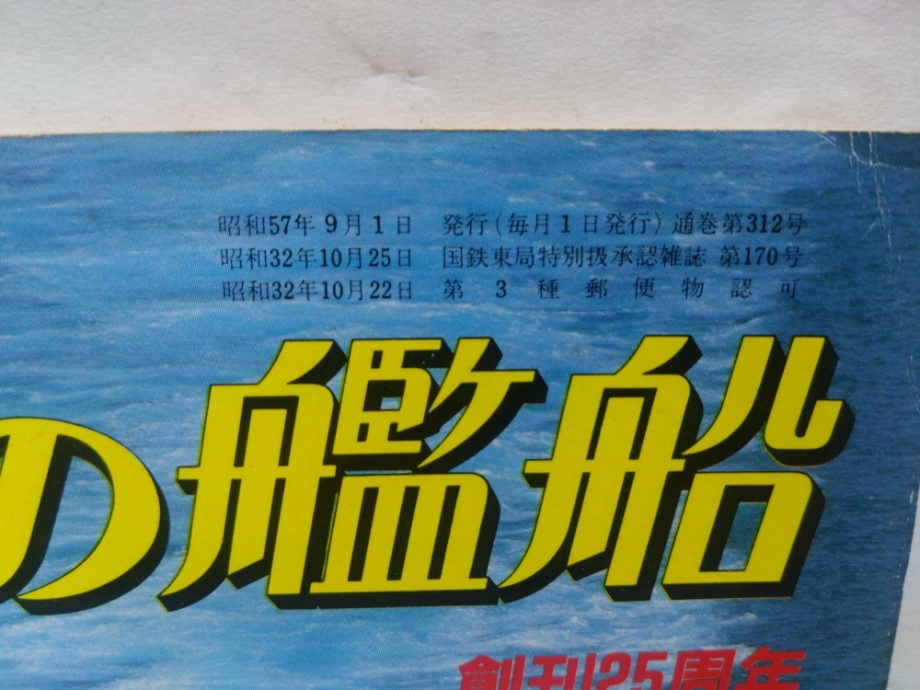 昭和57年9月1日 発行(毎月1日発行)通巻第312号
昭和32年10月25日 国鉄東局特別扱承認雑誌 第170号
昭和32年10月22日 第3種郵便物認可
の艦船
創刊25周年